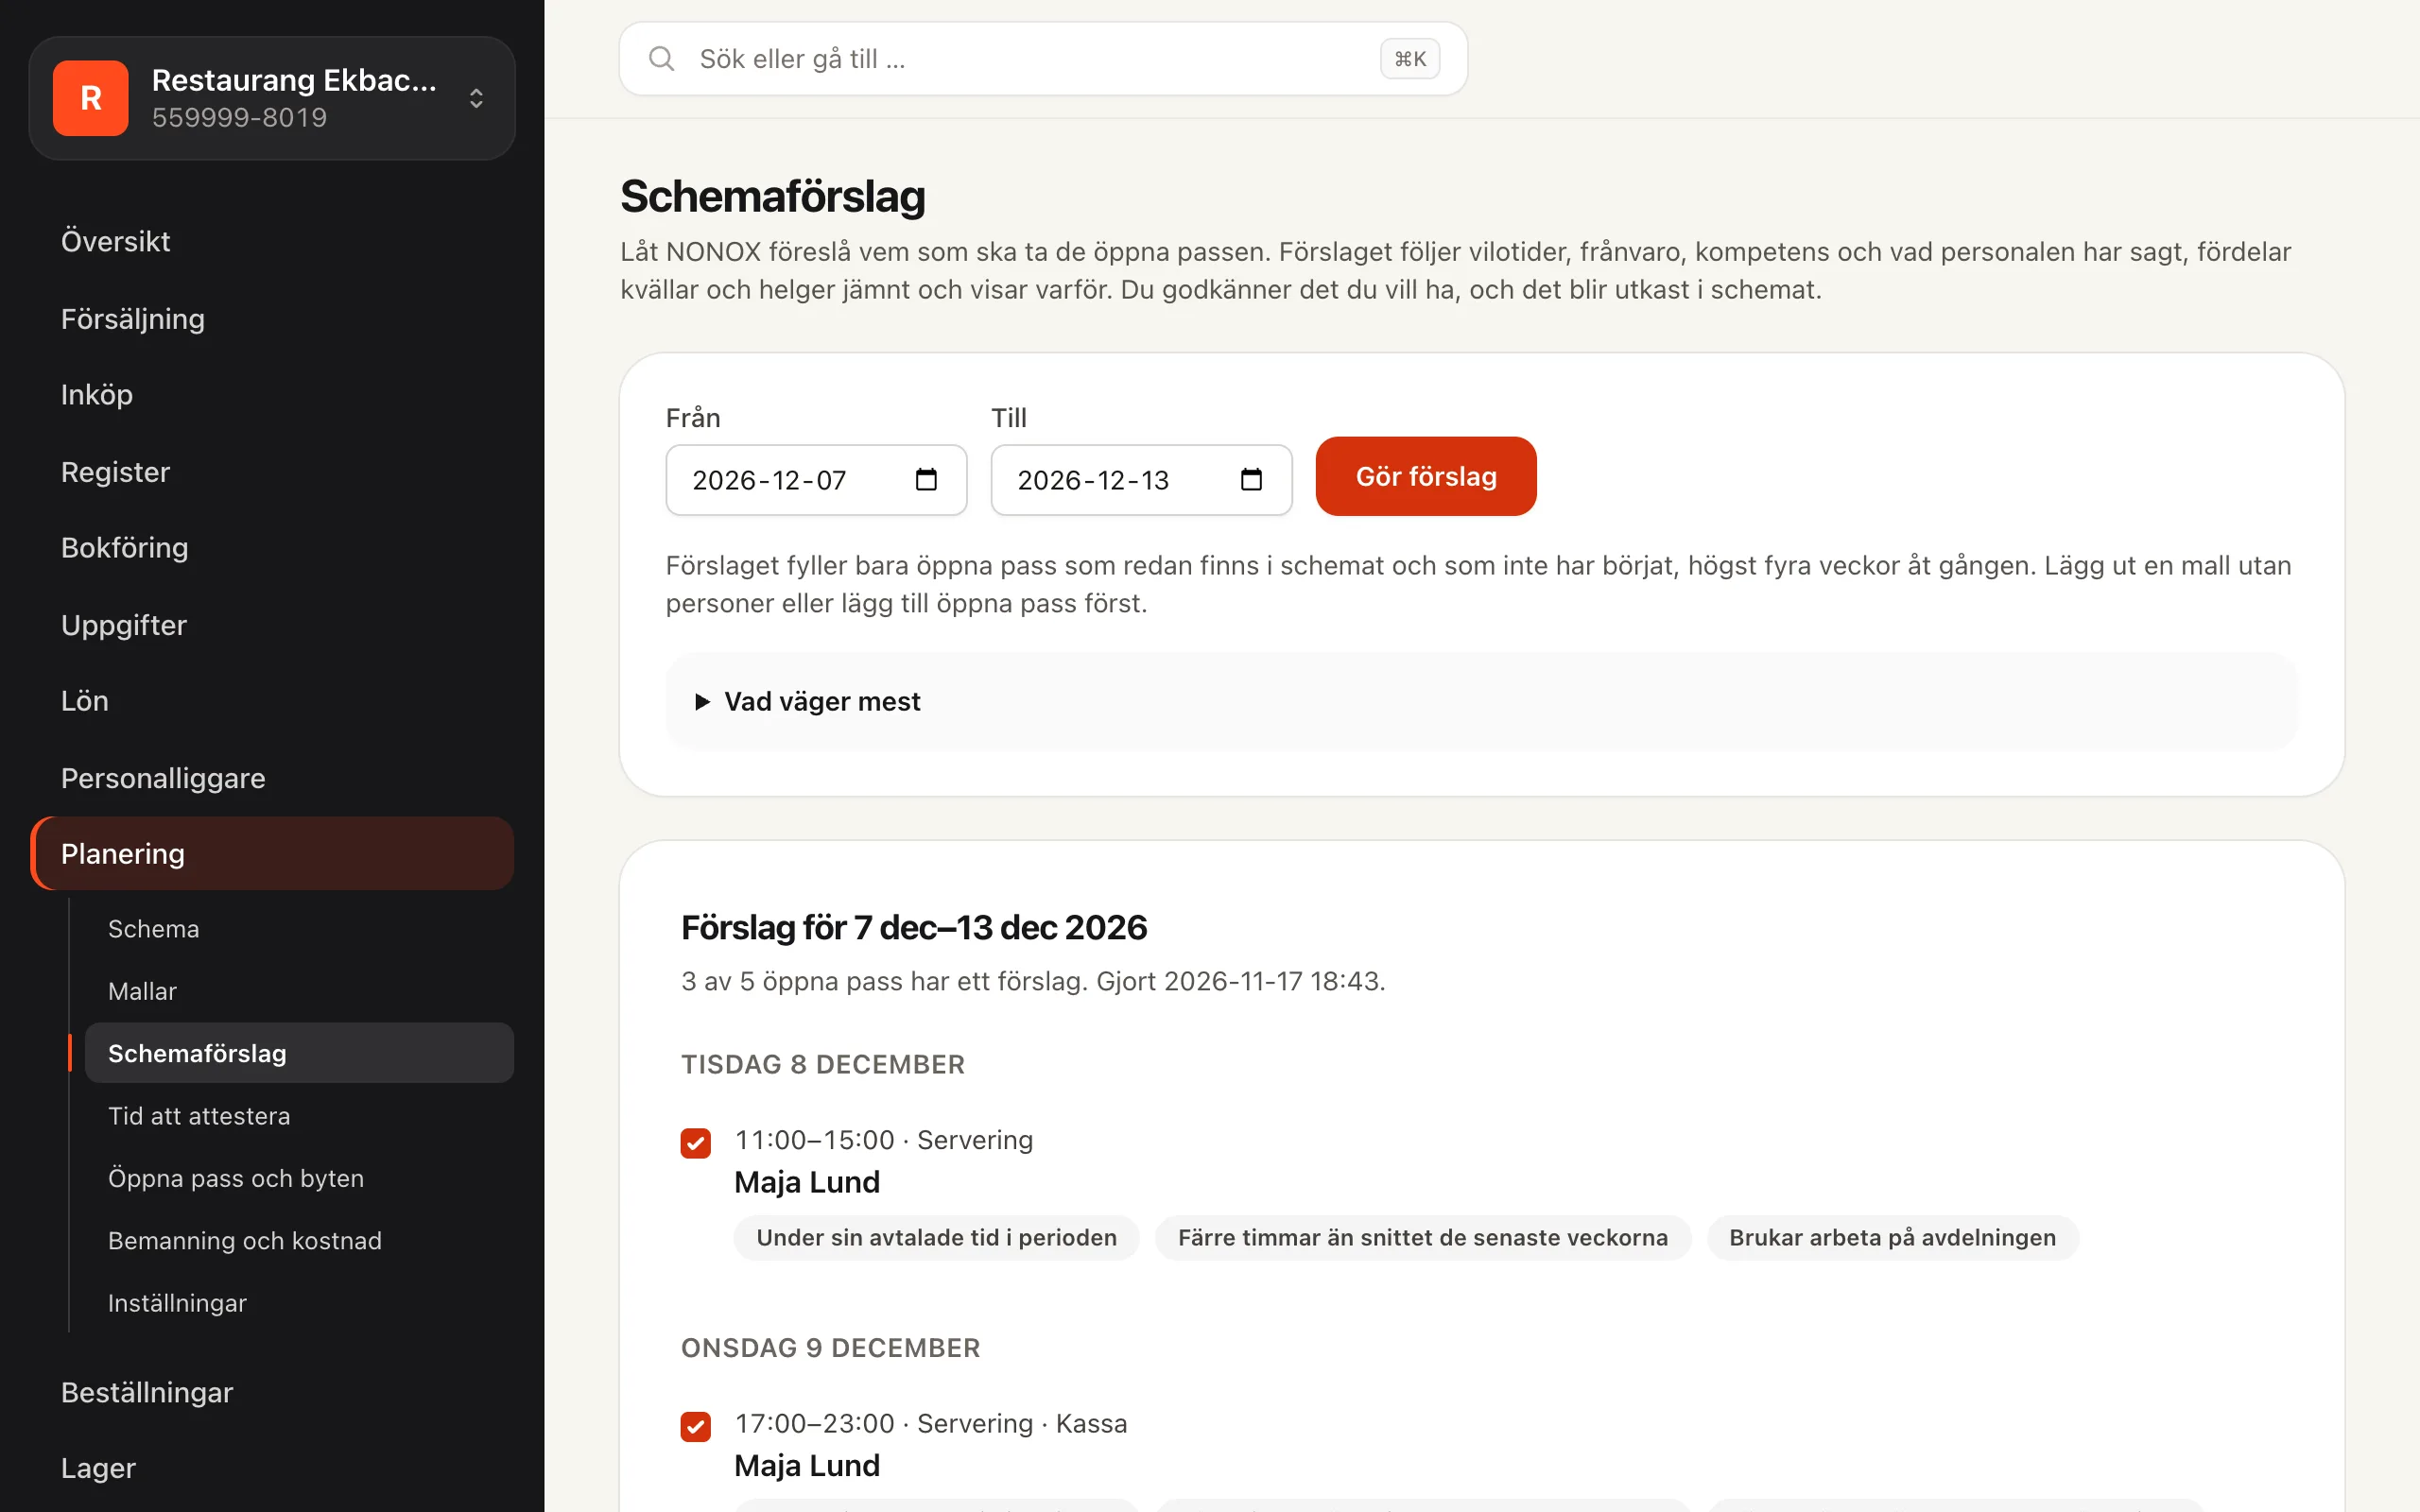 R
Restaurang Ekbac...
559999-8019
Översikt
Försäljning
Inköp
Register
Bokföring
Uppgifter
Lön
Personalliggare
Planering
Schema
Mallar
Schemaförslag
Tid att attestera
Öppna pass och byten
Bemanning och kostnad
Inställningar
Beställningar
Lager
Sök eller gå till ...
⌘K
Schemaförslag
Låt NONOX föreslå vem som ska ta de öppna passen. Förslaget följer vilotider, frånvaro, kompetens och vad personalen har sagt, fördelar
kvällar och helger jämnt och visar varför. Du godkänner det du vill ha, och det blir utkast i schemat.
Från
Till
2026-12-07
2026-12-13
Gör förslag
Förslaget fyller bara öppna pass som redan finns i schemat och som inte har börjat, högst fyra veckor åt gången. Lägg ut en mall utan
personer eller lägg till öppna pass först.
Vad väger mest
Förslag för 7 dec–13 dec 2026
3 av 5 öppna pass har ett förslag. Gjort 2026-11-17 18:43.
TISDAG 8 DECEMBER
11:00–15:00 · Servering
Maja Lund
Under sin avtalade tid i perioden
Färre timmar än snittet de senaste veckorna
Brukar arbeta på avdelningen
ONSDAG 9 DECEMBER
17:00–23:00 · Servering · Kassa
Maja Lund